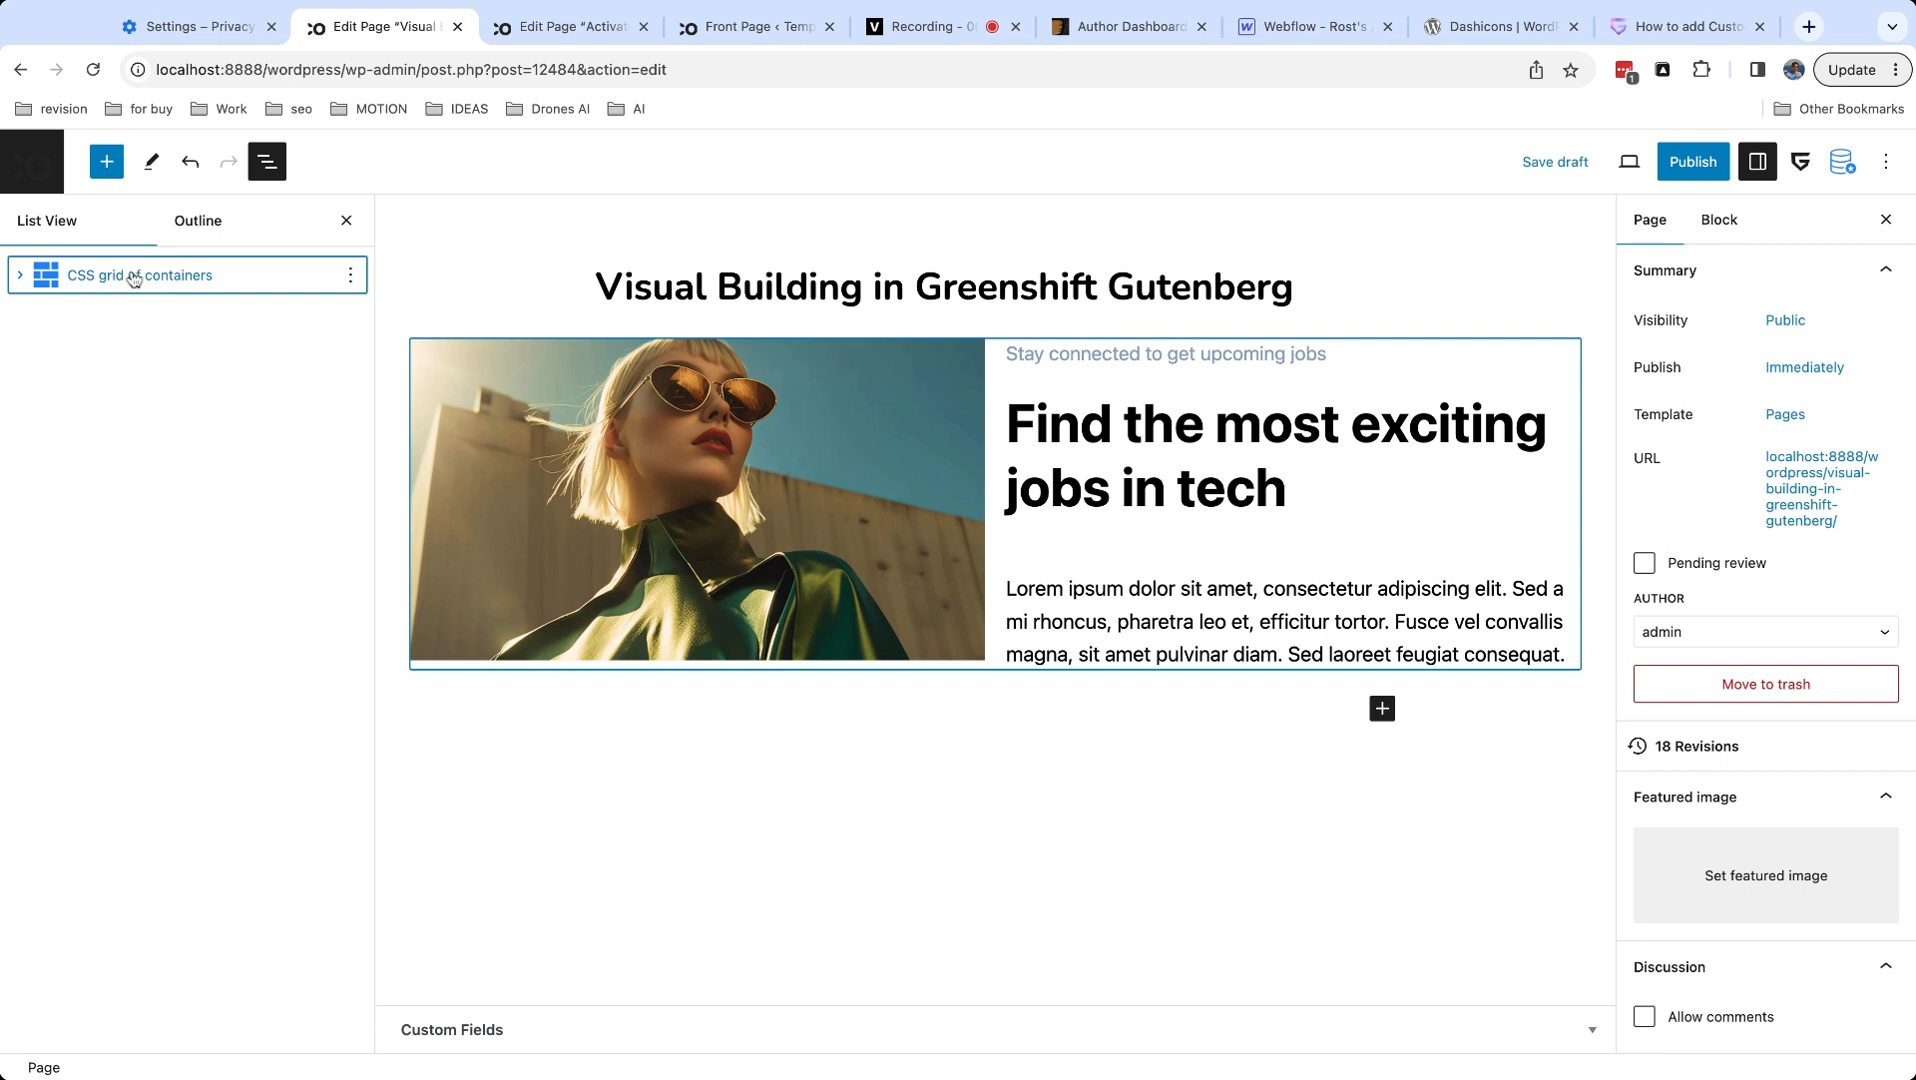 Settings – Privacy
Edit Page “Visual B
Edit Page “Activat
Front Page ‹ Temp
Recording - 0
Author Dashboard
Webflow - Rost's
Dashicons | WordP
How to add Custo
localhost:8888/wordpress/wp-admin/post.php?post=12484&action=edit
1
Update
revision
for buy
Work
seo
MOTION
IDEAS
Drones AI
AI
Other Bookmarks
Save draft
Publish
List View
Outline
Page
Block
CSS grid of containers
Visual Building in Greenshift Gutenberg
Stay connected to get upcoming jobs
Find the most exciting
jobs in tech
Lorem ipsum dolor sit amet, consectetur adipiscing elit. Sed a
mi rhoncus, pharetra leo et, efficitur tortor. Fusce vel convallis
magna, sit amet pulvinar diam. Sed laoreet feugiat consequat.
Summary
Visibility
Public
Publish
Immediately
Template
Pages
URL
localhost:8888/w
ordpress/visual-
building-in-
greenshift-
gutenberg/
Pending review
AUTHOR
admin
Move to trash
18 Revisions
Featured image
Set featured image
Discussion
Allow comments
Custom Fields
Page